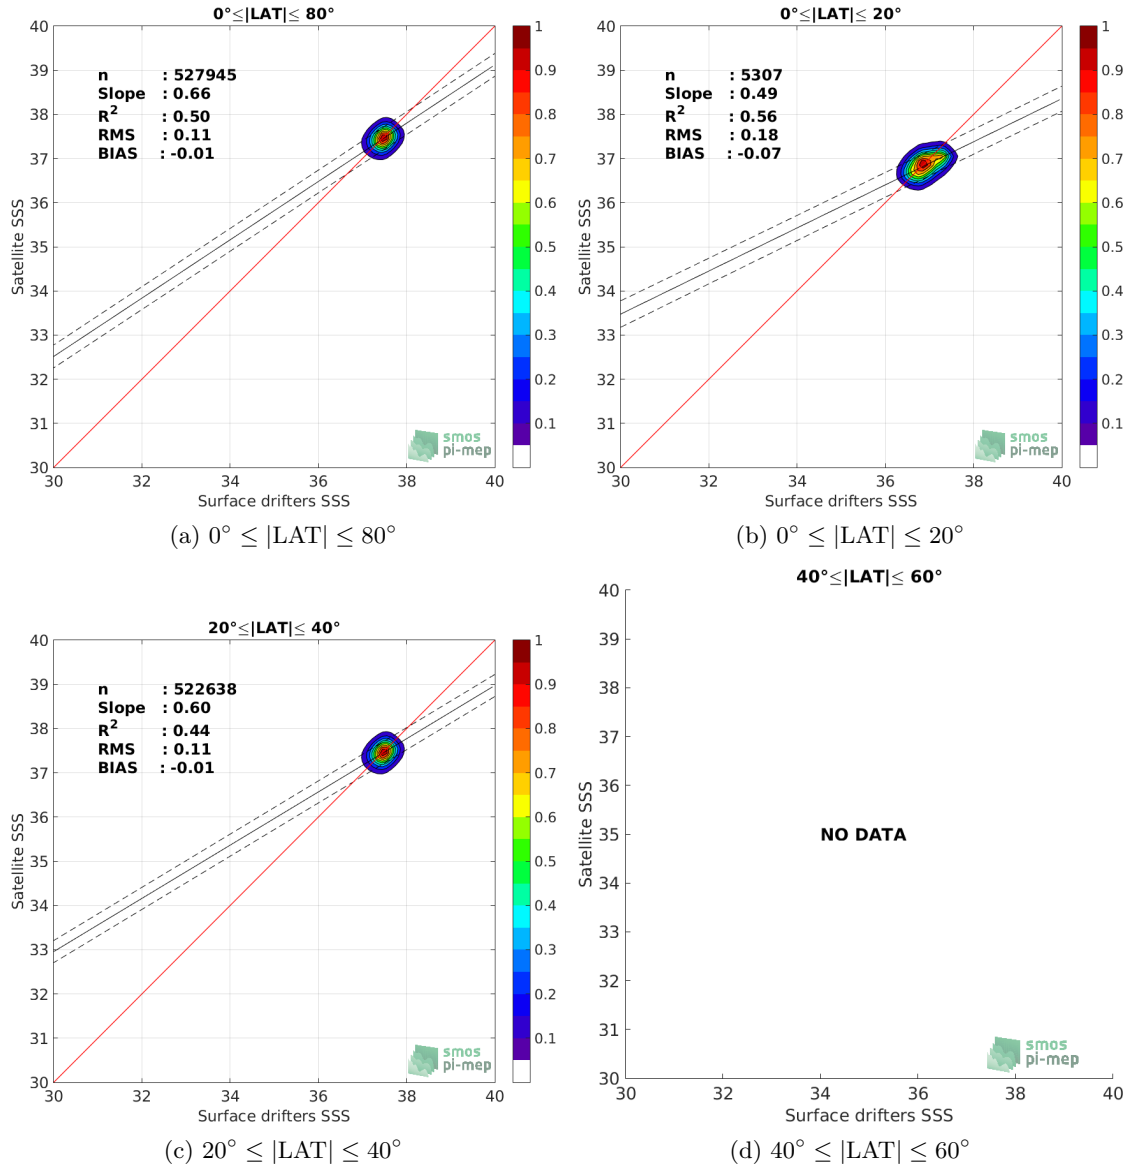 0°≤|LAT|≤ 80°
40
39
38
37
36
35
34
33
32
31
30
Satellite SSS
n : 527945
Slope : 0.66
R² : 0.50
RMS : 0.11
BIAS : -0.01
smos
pi-mep
30 32 34 36 38 40
Surface drifters SSS
1
0.9
0.8
0.7
0.6
0.5
0.4
0.3
0.2
0.1
(a) 0° ≤ |LAT| ≤ 80°
0°≤|LAT|≤ 20°
40
39
38
37
36
35
34
33
32
31
30
Satellite SSS
n : 5307
Slope : 0.49
R² : 0.56
RMS : 0.18
BIAS : -0.07
smos
pi-mep
30 32 34 36 38 40
Surface drifters SSS
1
0.9
0.8
0.7
0.6
0.5
0.4
0.3
0.2
0.1
(b) 0° ≤ |LAT| ≤ 20°
20°≤|LAT|≤ 40°
40
39
38
37
36
35
34
33
32
31
30
Satellite SSS
n : 522638
Slope : 0.60
R² : 0.44
RMS : 0.11
BIAS : -0.01
smos
pi-mep
30 32 34 36 38 40
Surface drifters SSS
1
0.9
0.8
0.7
0.6
0.5
0.4
0.3
0.2
0.1
(c) 20° ≤ |LAT| ≤ 40°
40°≤|LAT|≤ 60°
40
39
38
37
36
35
34
33
32
31
30
Satellite SSS
NO DATA
smos
pi-mep
30 32 34 36 38 40
Surface drifters SSS
(d) 40° ≤ |LAT| ≤ 60°